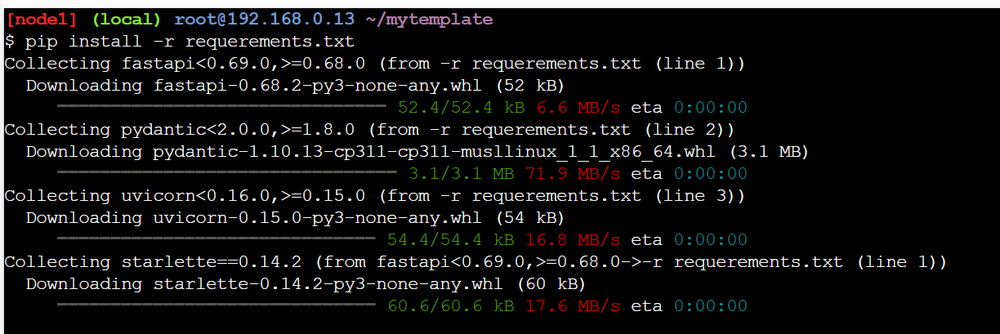 [node1] (local) root@192.168.0.13 ~/mytemplate
$ pip install -r requerements.txt
Collecting fastapi<0.69.0,>=0.68.0 (from -r requerements.txt (line 1))
  Downloading fastapi-0.68.2-py3-none-any.whl (52 kB)
     ━━━━━━━━━━━━━━━━━━━━━━━━━━━━━━━ 52.4/52.4 kB 6.6 MB/s eta 0:00:00
Collecting pydantic<2.0.0,>=1.8.0 (from -r requerements.txt (line 2))
  Downloading pydantic-1.10.13-cp311-cp311-musllinux_1_1_x86_64.whl (3.1 MB)
     ━━━━━━━━━━━━━━━━━━━━━━━━━━━━━━━━ 3.1/3.1 MB 71.9 MB/s eta 0:00:00
Collecting uvicorn<0.16.0,>=0.15.0 (from -r requerements.txt (line 3))
  Downloading uvicorn-0.15.0-py3-none-any.whl (54 kB)
     ━━━━━━━━━━━━━━━━━━━━━━━━━━━━━━ 54.4/54.4 kB 16.8 MB/s eta 0:00:00
Collecting starlette==0.14.2 (from fastapi<0.69.0,>=0.68.0->-r requerements.txt (line 1))
  Downloading starlette-0.14.2-py3-none-any.whl (60 kB)
     ━━━━━━━━━━━━━━━━━━━━━━━━━━━━━━ 60.6/60.6 kB 17.6 MB/s eta 0:00:00